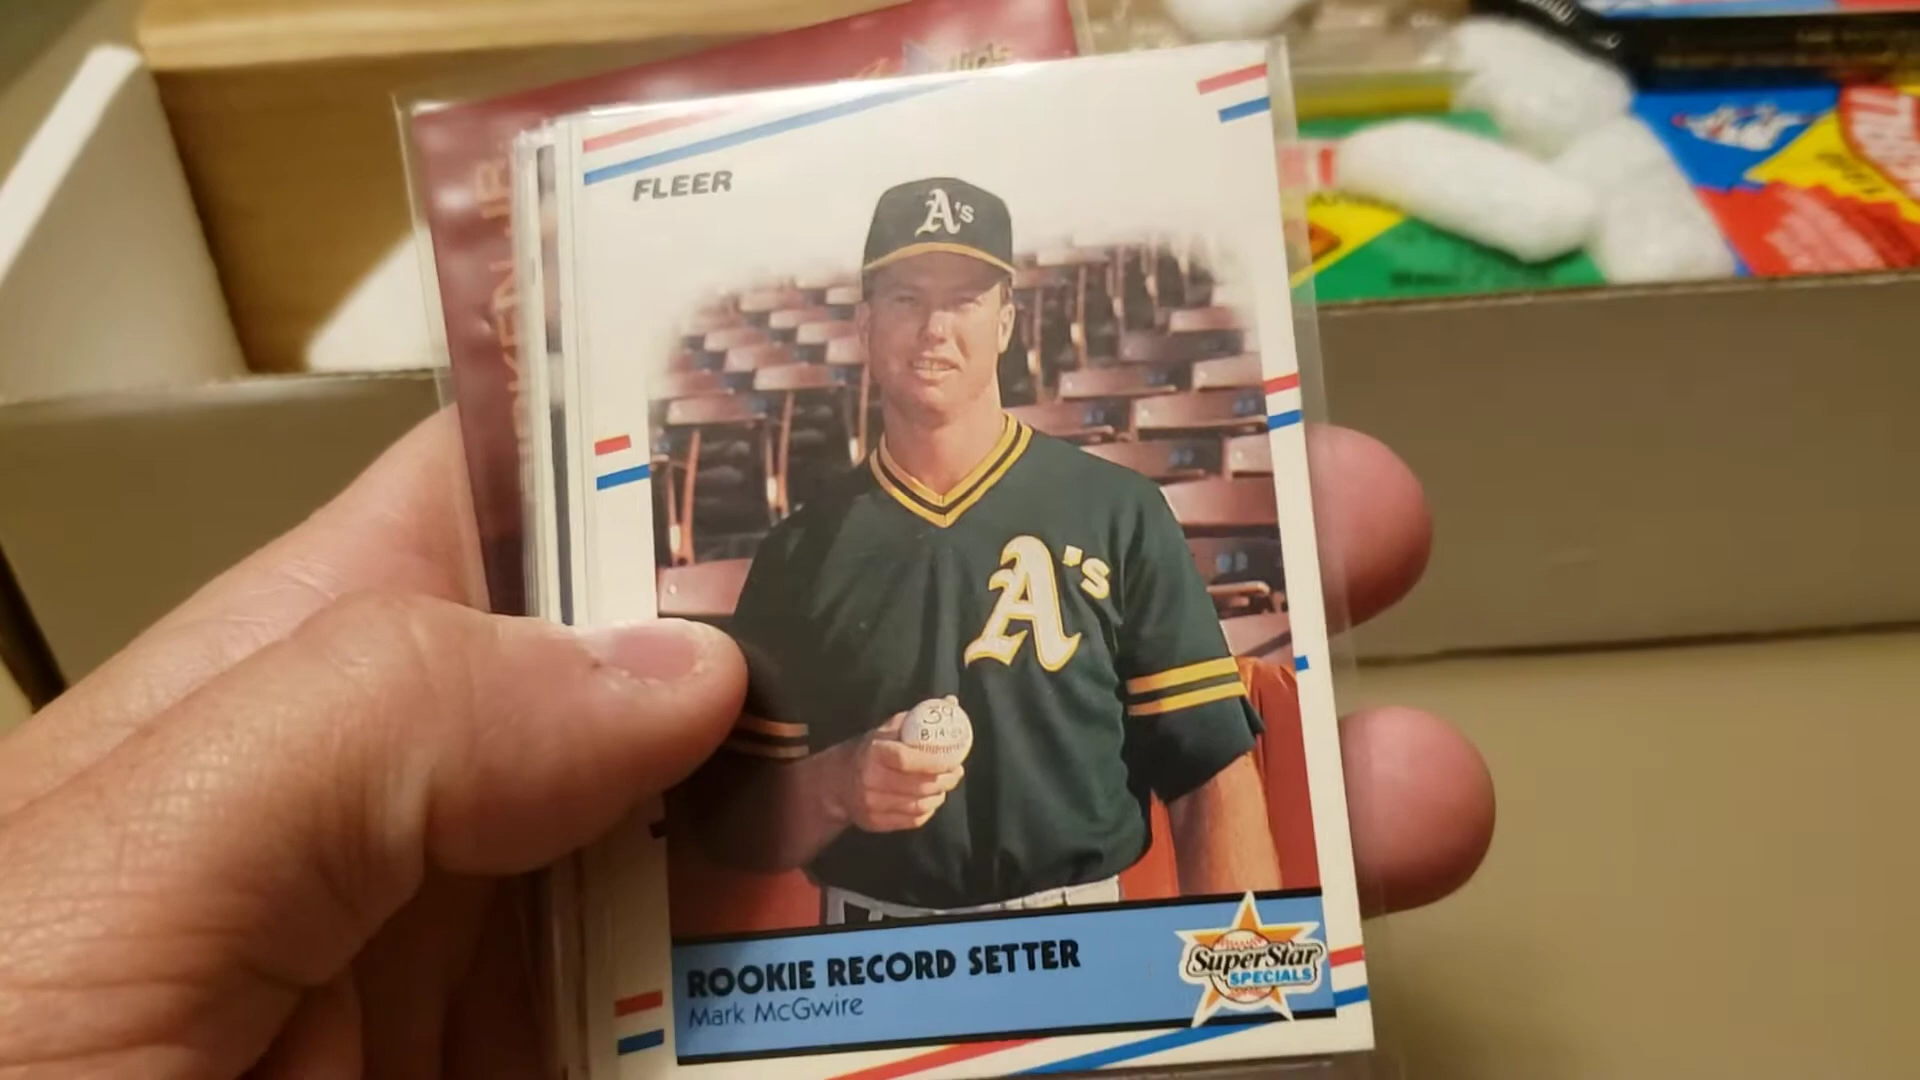 FLEER
A's
A's
39
ROOKIE RECORD SETTER
Mark McGwire
SuperStar
SPECIALS